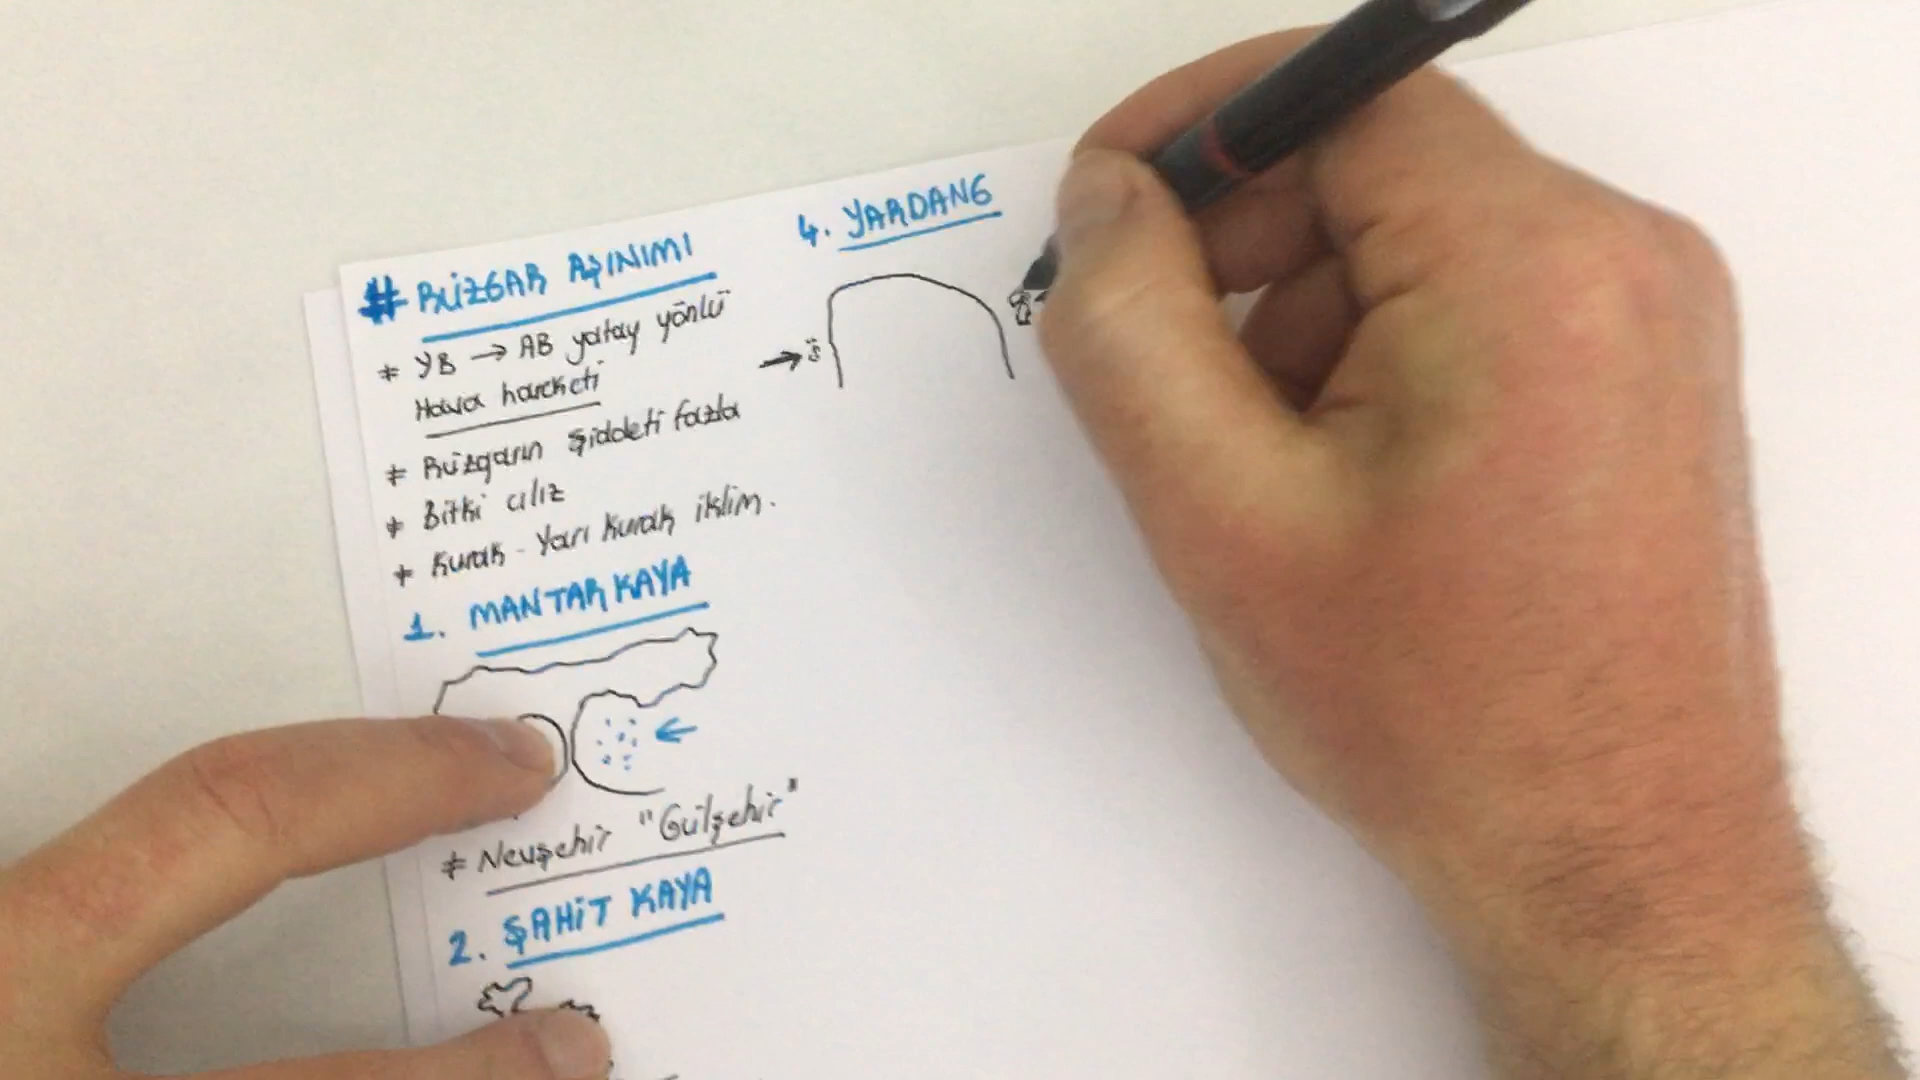 # RÜZGAR AŞINIMI
* YB → AB yatay yönlü
Hava hareketi
* Rüzgarın şiddeti fazla
* Bitki cılız
* Kurak - Yarı kurak iklim.
1. MANTAR KAYA
* Nevşehir "Gülşehir"
2. ŞAHİT KAYA
4. YARDANG